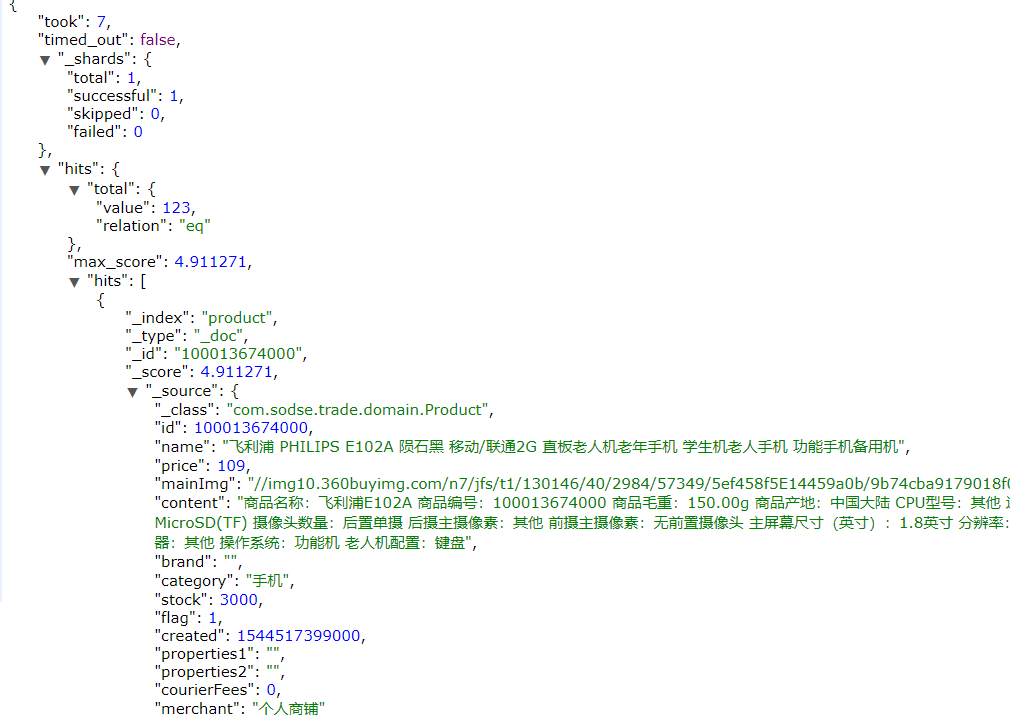 {
"took": 7,
"timed_out": false,
"_shards": {
"total": 1,
"successful": 1,
"skipped": 0,
"failed": 0
},
"hits": {
"total": {
"value": 123,
"relation": "eq"
},
"max_score": 4.911271,
"hits": [
{
"_index": "product",
"_type": "_doc",
"_id": "100013674000",
"_score": 4.911271,
"_source": {
"_class": "com.sodse.trade.domain.Product",
"id": 100013674000,
"name": "飞利浦 PHILIPS E102A 陨石黑 移动/联通2G 直板老人机老年手机 学生机老人手机 功能手机备用机",
"price": 109,
"mainImg": "//img10.360buyimg.com/n7/jfs/t1/130146/40/2984/57349/5ef458f5E14459a0b/9b74cba9179018f0
"content": "商品名称：飞利浦E102A 商品编号：100013674000 商品毛重：150.00g 商品产地：中国大陆 CPU型号：其他
MicroSD(TF) 摄像头数量：后置单摄 后摄主摄像素：其他 前摄主摄像素：无前置摄像头 主屏幕尺寸（英寸）：1.8英寸 分辨率：
器：其他 操作系统：功能机 老人机配置：键盘",
"brand": "",
"category": "手机",
"stock": 3000,
"flag": 1,
"created": 1544517399000,
"properties1": "",
"properties2": "",
"courierFees": 0,
"merchant": "个人商铺"